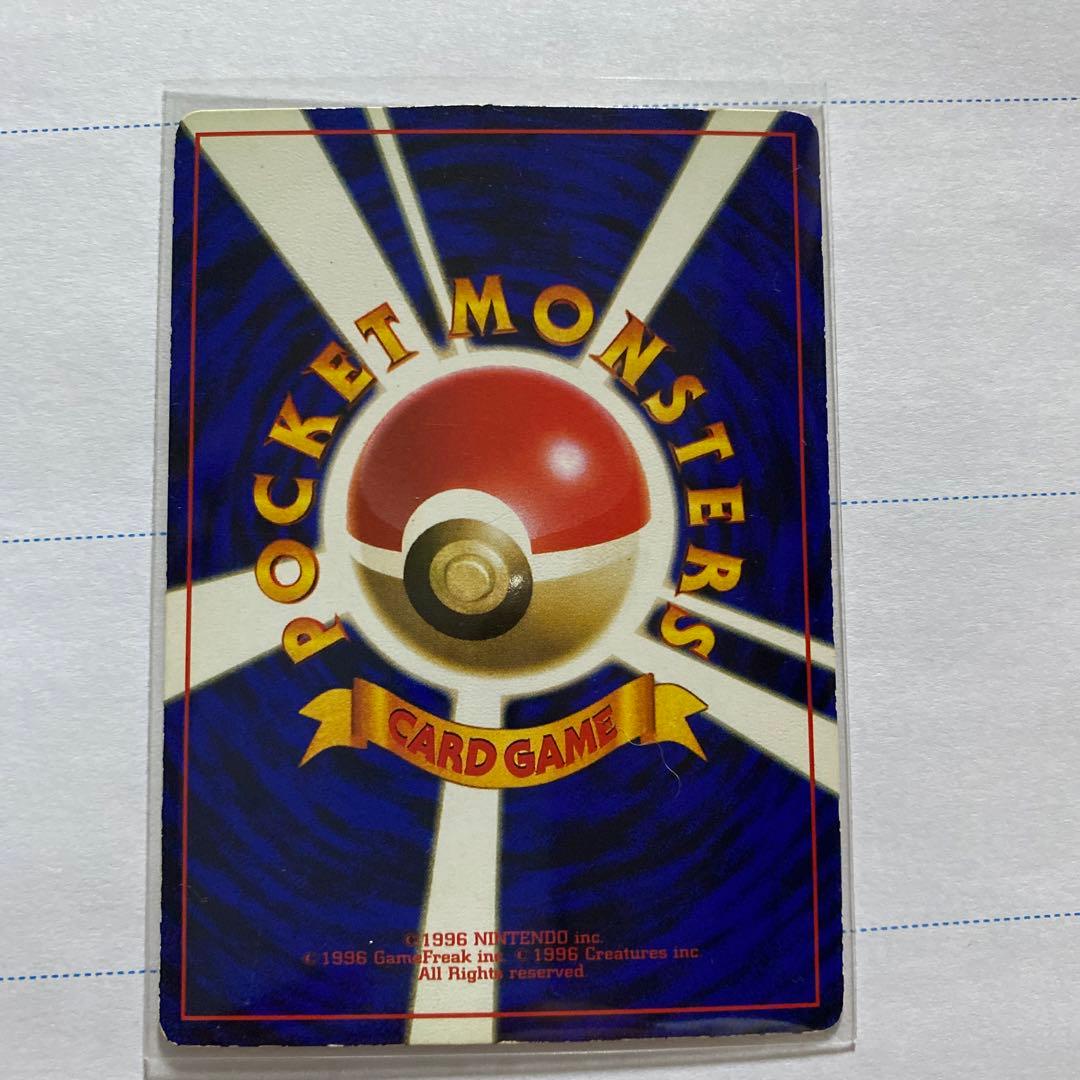 POCKET MONSTERS
CARD GAME
©1996 NINTENDO inc.
©1996 GameFreak inc. ©1996 Creatures inc.
All Rights reserved.